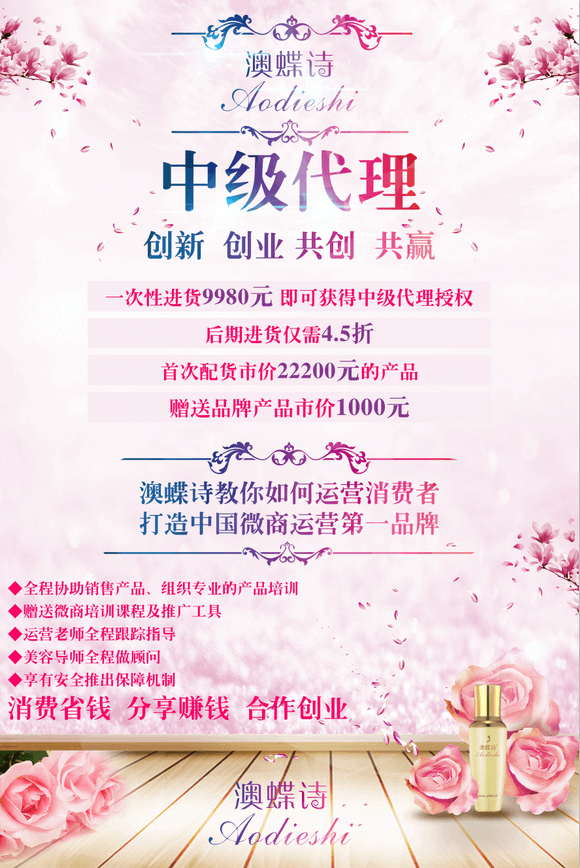 澳蝶诗
Aodieshi
中级代理
创新 创业 共创 共赢
一次性进货9980元 即可获得中级代理授权
后期进货仅需4.5折
首次配货市价22200元的产品
赠送品牌产品市价1000元
澳蝶诗教你如何运营消费者
打造中国微商运营第一品牌
◆全程协助销售产品、组织专业的产品培训
◆赠送微商培训课程及推广工具
◆运营老师全程跟踪指导
◆美容导师全程做顾问
◆享有安全推出保障机制
消费省钱 分享赚钱 合作创业
澳蝶诗
Aodieshi
澳蝶诗
Aodieshi